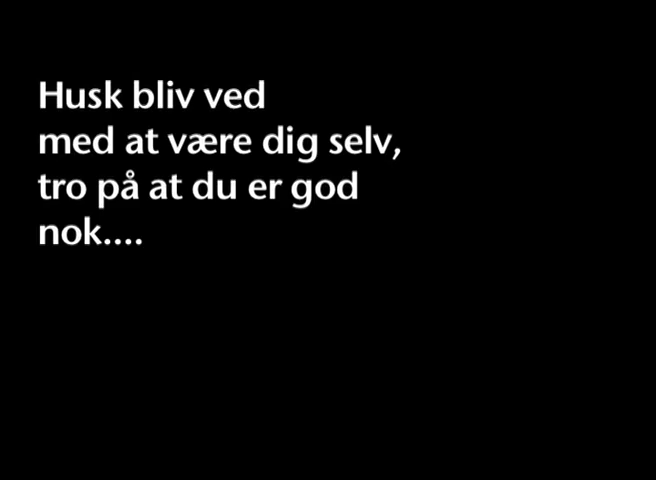 Husk bliv ved
med at være dig selv,
tro på at du er god
nok....